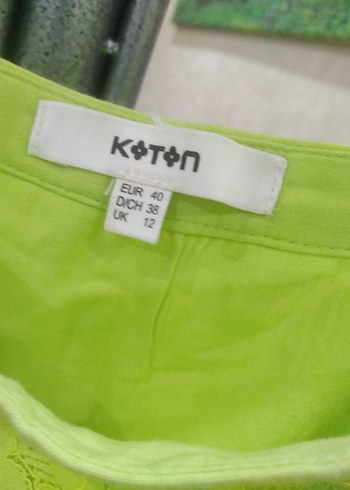 KOTON
EUR 40
D/CH 38
UK 12